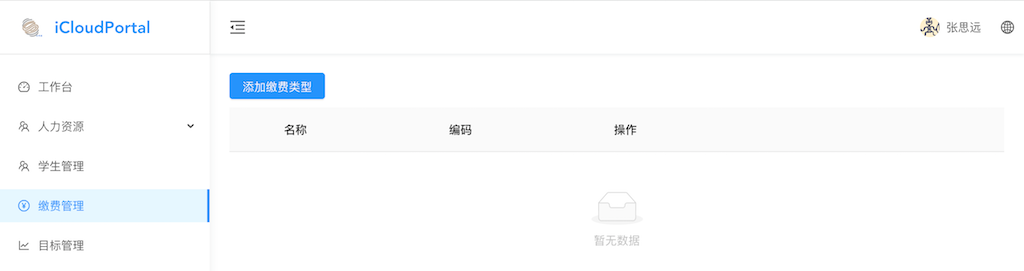 iCloudPortal
张思远
工作台
人力资源
学生管理
缴费管理
目标管理
添加缴费类型
名称 编码 操作
暂无数据